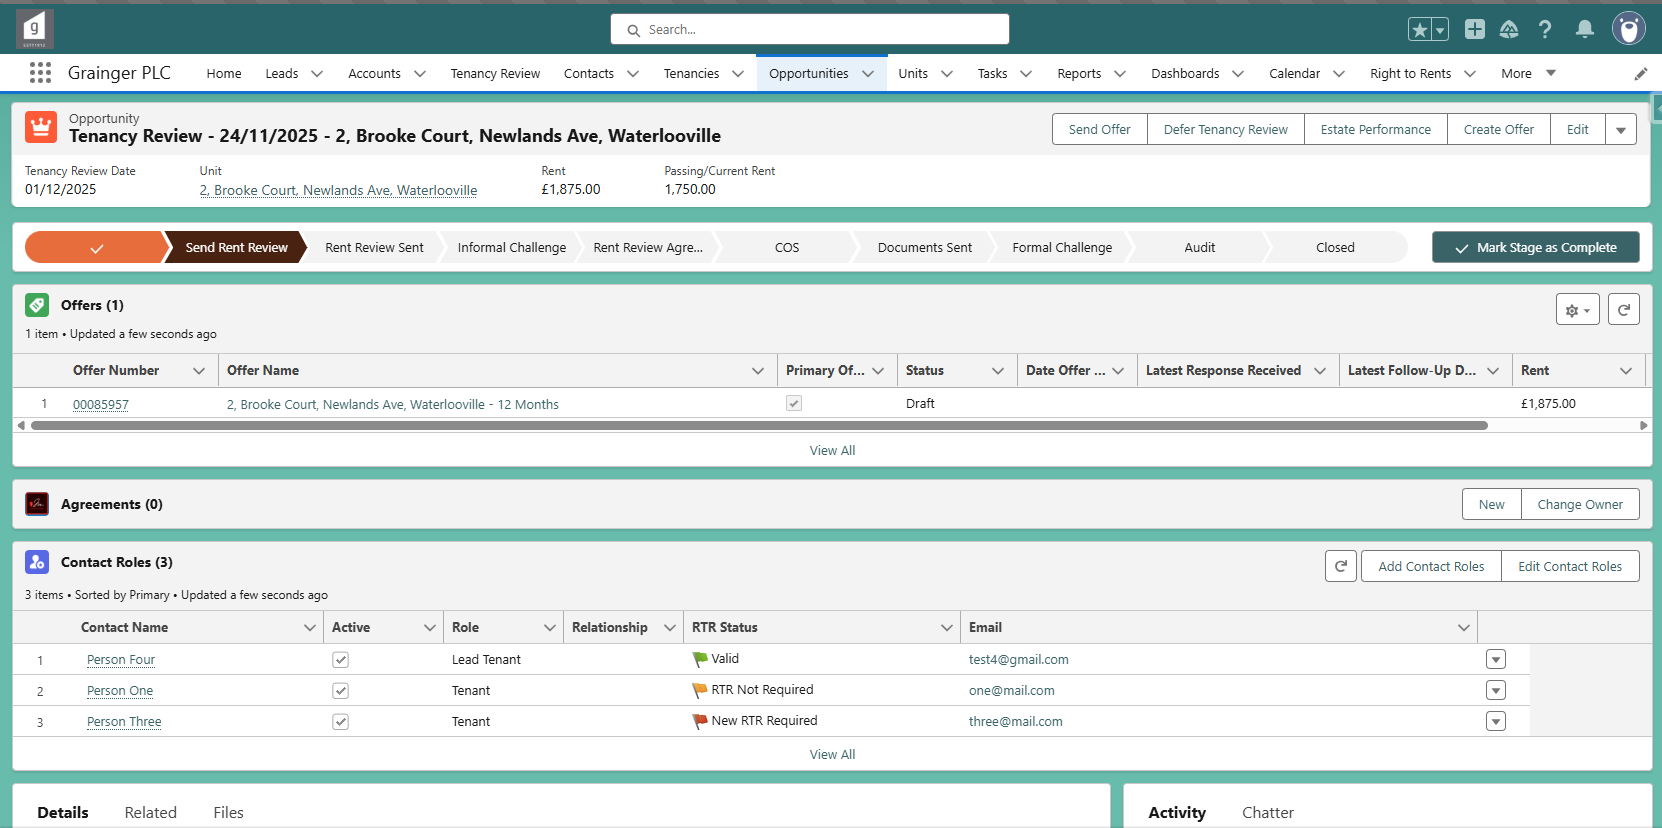 g
Search...
Grainger PLC
Home
Leads
Accounts
Tenancy Review
Contacts
Tenancies
Opportunities
Units
Tasks
Reports
Dashboards
Calendar
Right to Rents
More
Opportunity
Tenancy Review - 24/11/2025 - 2, Brooke Court, Newlands Ave, Waterlooville
Send Offer
Defer Tenancy Review
Estate Performance
Create Offer
Edit
Tenancy Review Date
01/12/2025
Unit
2, Brooke Court, Newlands Ave, Waterlooville
Rent
£1,875.00
Passing/Current Rent
1,750.00
Send Rent Review
Rent Review Sent
Informal Challenge
Rent Review Agre...
COS
Documents Sent
Formal Challenge
Audit
Closed
Mark Stage as Complete
Offers (1)
1 item • Updated a few seconds ago
Offer Number
Offer Name
Primary Of...
Status
Date Offer ...
Latest Response Received
Latest Follow-Up D...
Rent
1
00085957
2, Brooke Court, Newlands Ave, Waterlooville - 12 Months
Draft
£1,875.00
View All
Agreements (0)
New
Change Owner
Contact Roles (3)
Add Contact Roles
Edit Contact Roles
3 items • Sorted by Primary • Updated a few seconds ago
Contact Name
Active
Role
Relationship
RTR Status
Email
1
Person Four
Lead Tenant
Valid
test4@gmail.com
2
Person One
Tenant
RTR Not Required
one@mail.com
3
Person Three
Tenant
New RTR Required
three@mail.com
View All
Details
Related
Files
Activity
Chatter